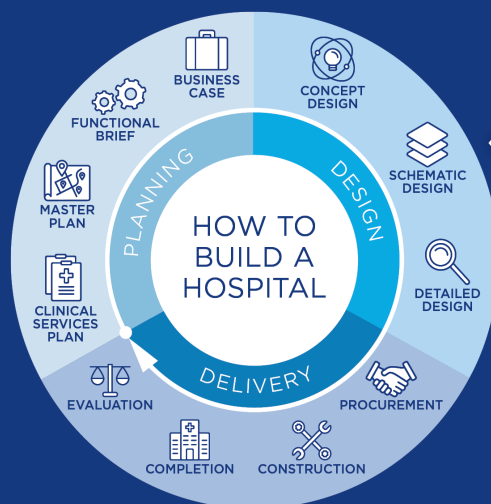 HOW TO
BUILD A
HOSPITAL
PLANNING
CLINICAL
SERVICES
PLAN
MASTER
PLAN
FUNCTIONAL
BRIEF
BUSINESS
CASE
DESIGN
CONCEPT
DESIGN
SCHEMATIC
DESIGN
DETAILED
DESIGN
DELIVERY
PROCUREMENT
CONSTRUCTION
COMPLETION
EVALUATION